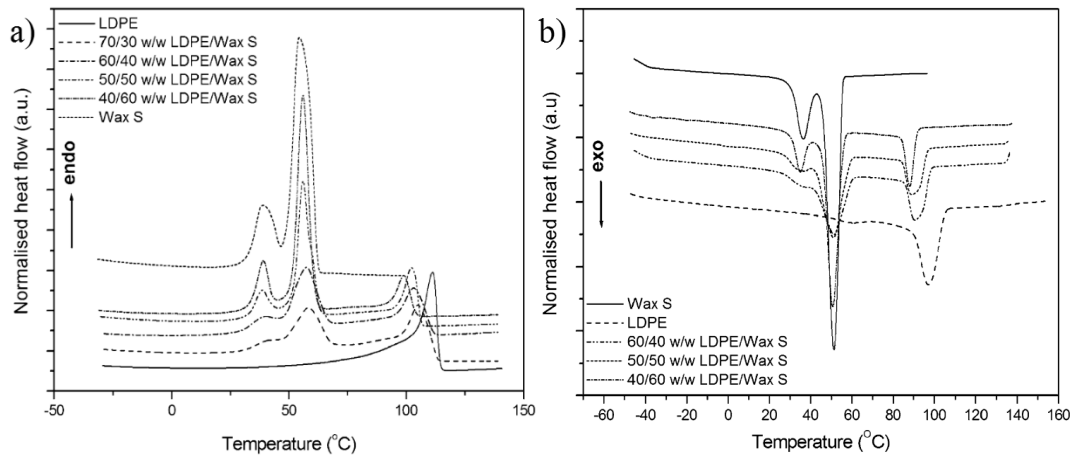 a)
LDPE
70/30 w/w LDPE/Wax S
60/40 w/w LDPE/Wax S
50/50 w/w LDPE/Wax S
40/60 w/w LDPE/Wax S
Wax S
endo
Normalised heat flow (a.u.)
-50 0 50 100 150
Temperature (°C)
b)
Normalised heat flow (a.u)
exo
Wax S
LDPE
60/40 w/w LDPE/Wax S
50/50 w/w LDPE/Wax S
40/60 w/w LDPE/Wax S
-60 -40 -20 0 20 40 60 80 100 120 140 160
Temperature (°C)